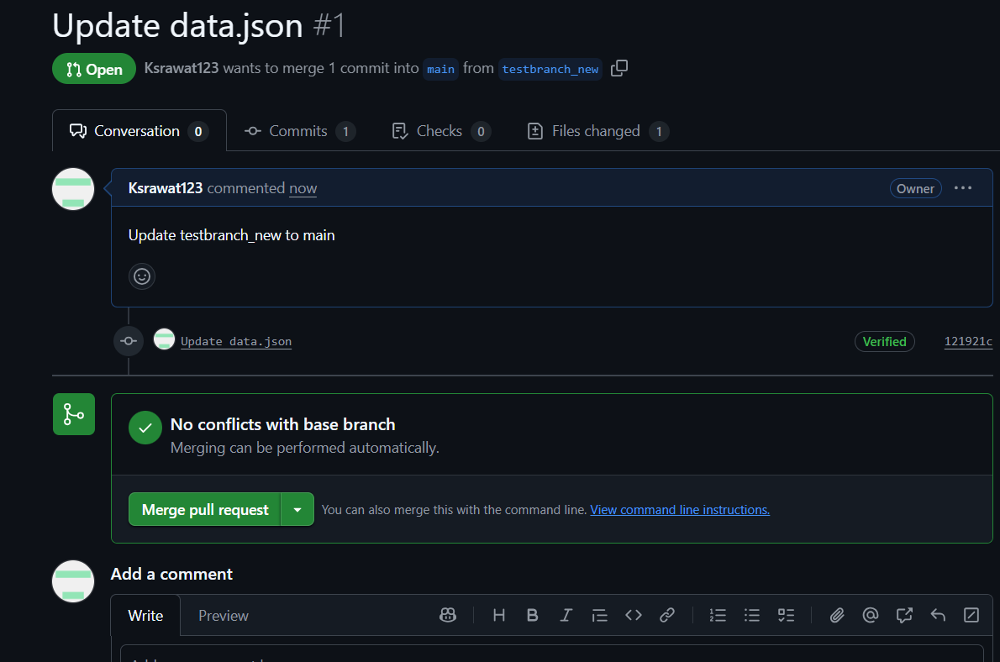 Update data.json #1
Open Ksrawat123 wants to merge 1 commit into main from testbranch_new
Conversation 0 Commits 1 Checks 0 Files changed 1
Ksrawat123 commented now Owner
Update testbranch_new to main
Update data.json Verified 121921c
No conflicts with base branch
Merging can be performed automatically.
Merge pull request You can also merge this with the command line. View command line instructions.
Add a comment
Write Preview